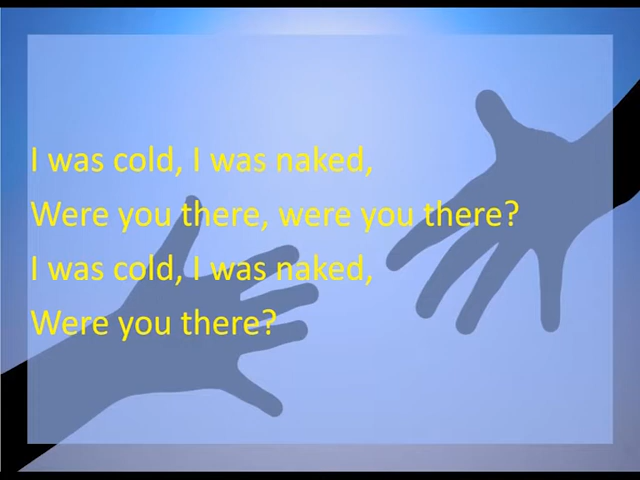 I was cold, I was naked,
Were you there, were you there?
I was cold, I was naked,
Were you there?